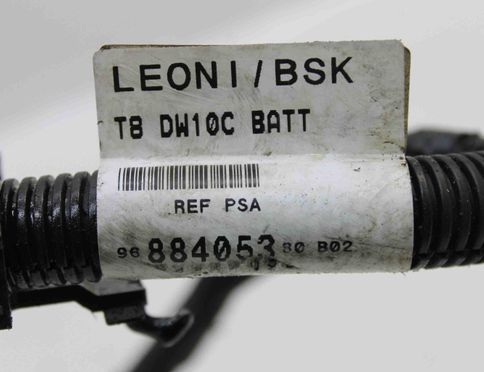 LEONI/BSK
T8 DW10C BATT
REF PSA
96 884053 80 B02